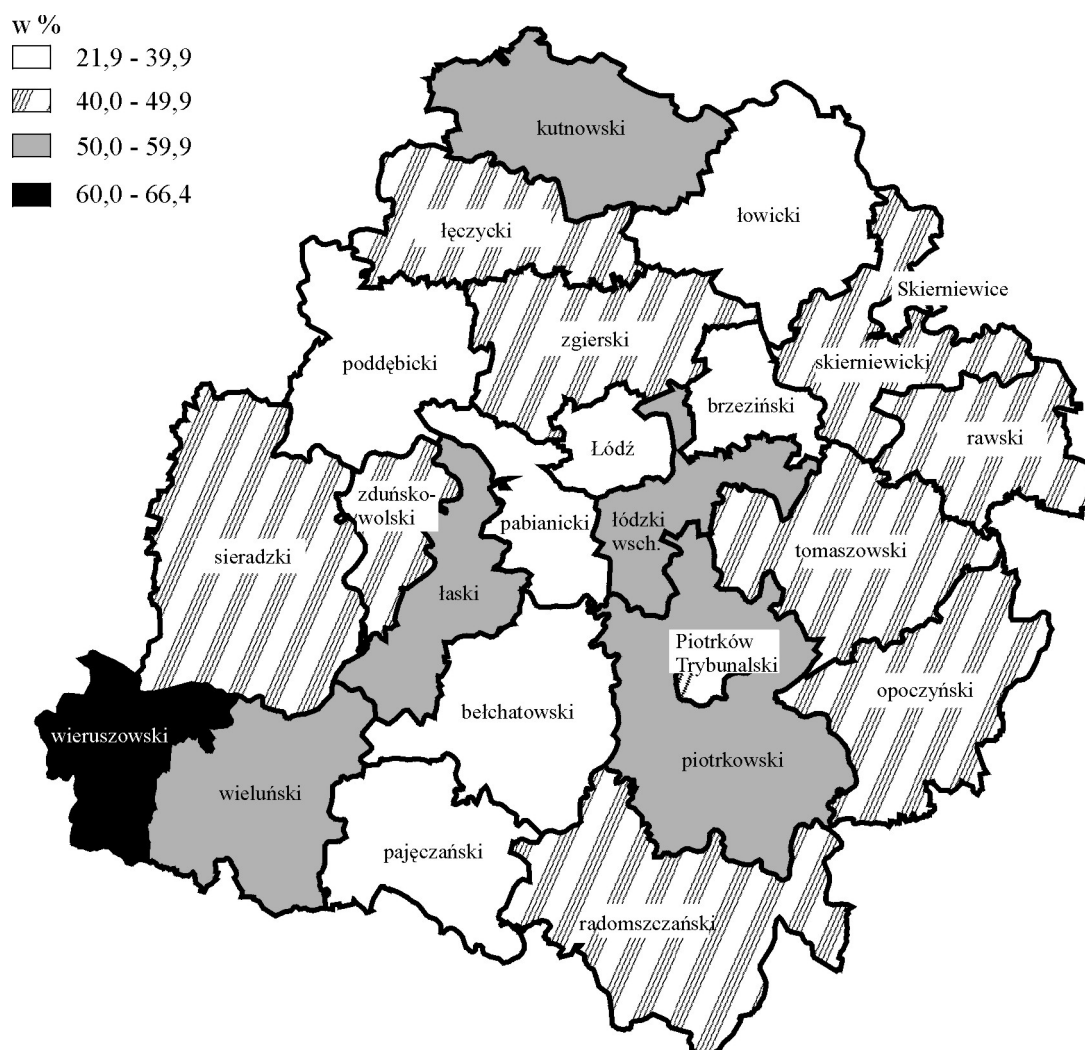 w %
21,9 - 39,9
40,0 - 49,9
50,0 - 59,9
60,0 - 66,4
kutnowski
łowicki
łęczycki
Skierniewice
zgierski
skierniewicki
poddębicki
brzeziński
rawski
Łódź
zduńsko-
wolski
pabianicki
łódzki
wsch.
tomaszowski
sieradzki
łaski
Piotrków
Trybunalski
opoczyński
bełchatowski
wieruszowski
piotrkowski
wieluński
pajęczański
radomszczański